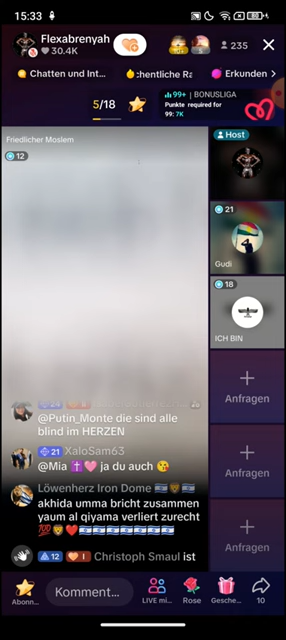 15:33
Flexabrenyah
30.4K
235
Chatten und Int...
chentliche Ra
Erkunden
5/18
99+ | BONUSLIGA
Punkte required for
99: 7K
Friedlicher Moslem
12
Host
21
Gudi
18
ICH BIN
Anfragen
Anfragen
Anfragen
@Putin_Monte die sind alle
blind im HERZEN
21 XaloSam63
@Mia ✝️🩷 ja du auch 😘
Löwenherz Iron Dome 🇮🇱🦁🇮🇱
akhida umma bricht zusammen
yaum al qiyama verliert zurecht
💯🦁❤️🇮🇱🇮🇱🇮🇱🇮🇱🇮🇱🇮🇱🇮🇱🇮🇱
12 I Christoph Smaul ist
Abonn...
Komment...
LIVE mi...
Rose
Gesche...
10